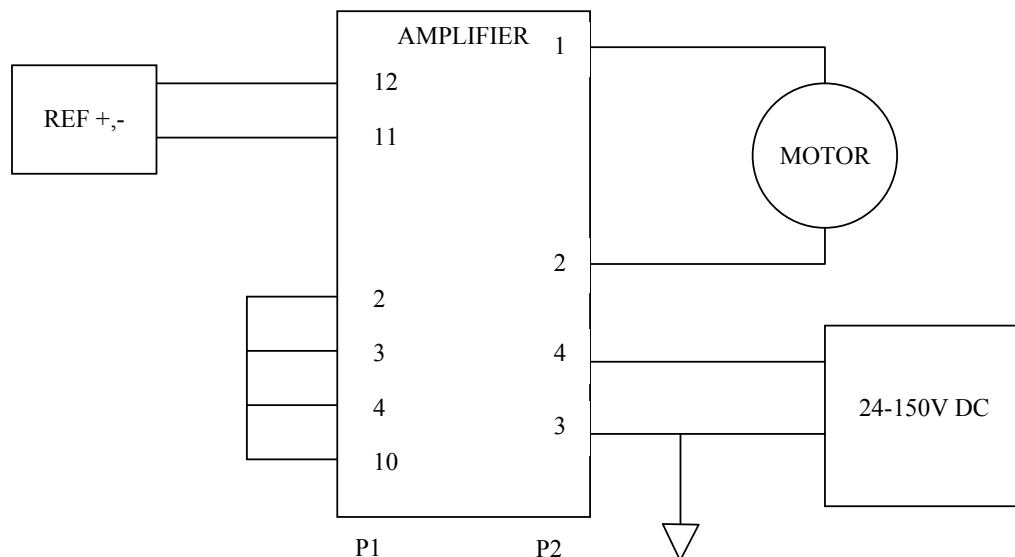 AMPLIFIER
1
12
REF +,-
11
MOTOR
2
2
3
4
4
24-150V DC
3
10
P1
P2